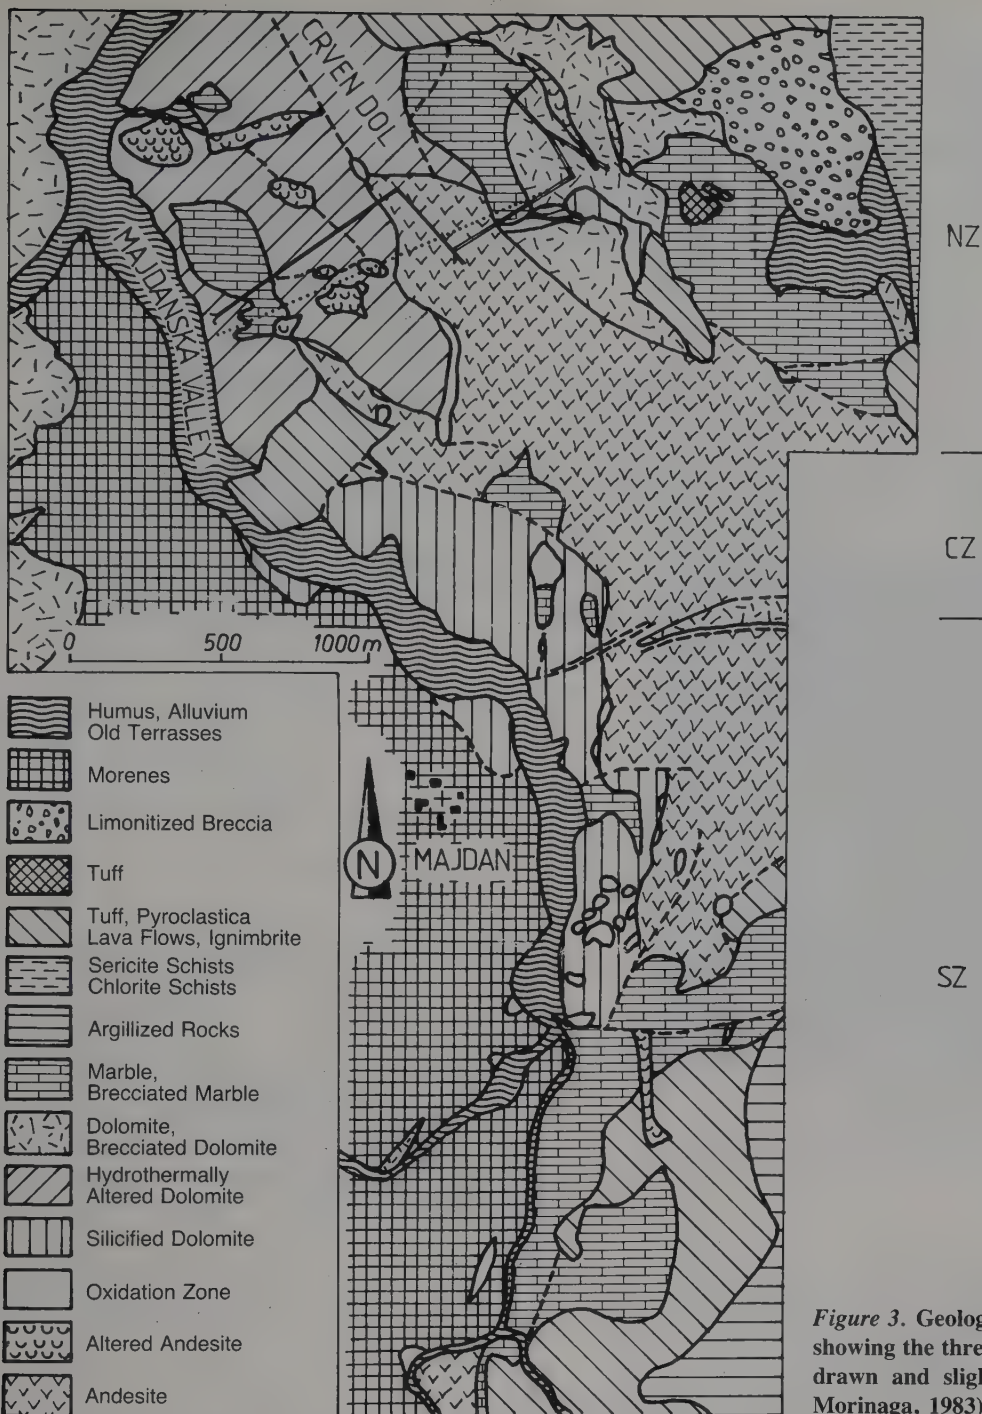 CRVEN DOL
MAJDANSKA VALLEY
NZ
CZ
SZ
0 500 1000m
N
MAJDAN
Humus, Alluvium
Old Terrasses
Morenes
Limonitized Breccia
Tuff
Tuff, Pyroclastica
Lava Flows, Ignimbrite
Sericite Schists
Chlorite Schists
Argillized Rocks
Marble,
Brecciated Marble
Dolomite,
Brecciated Dolomite
Hydrothermally
Altered Dolomite
Silicified Dolomite
Oxidation Zone
Altered Andesite
Andesite
Figure 3. Geolog
showing the thre
drawn and sligh
Morinaga, 1983)